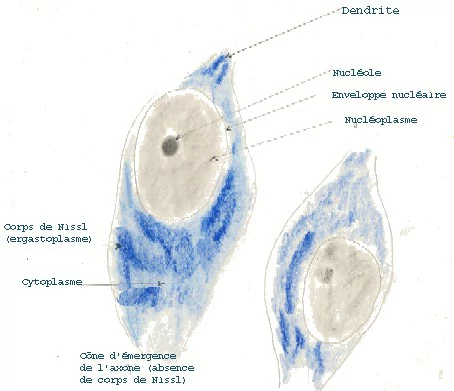 Dendrite
Nucléole
Enveloppe nucléaire
Nucléoplasme
Corps de Nissl
(ergastoplasme)
Cytoplasme
Cône d'émergence
de l'axone (absence
de corps de Nissl)